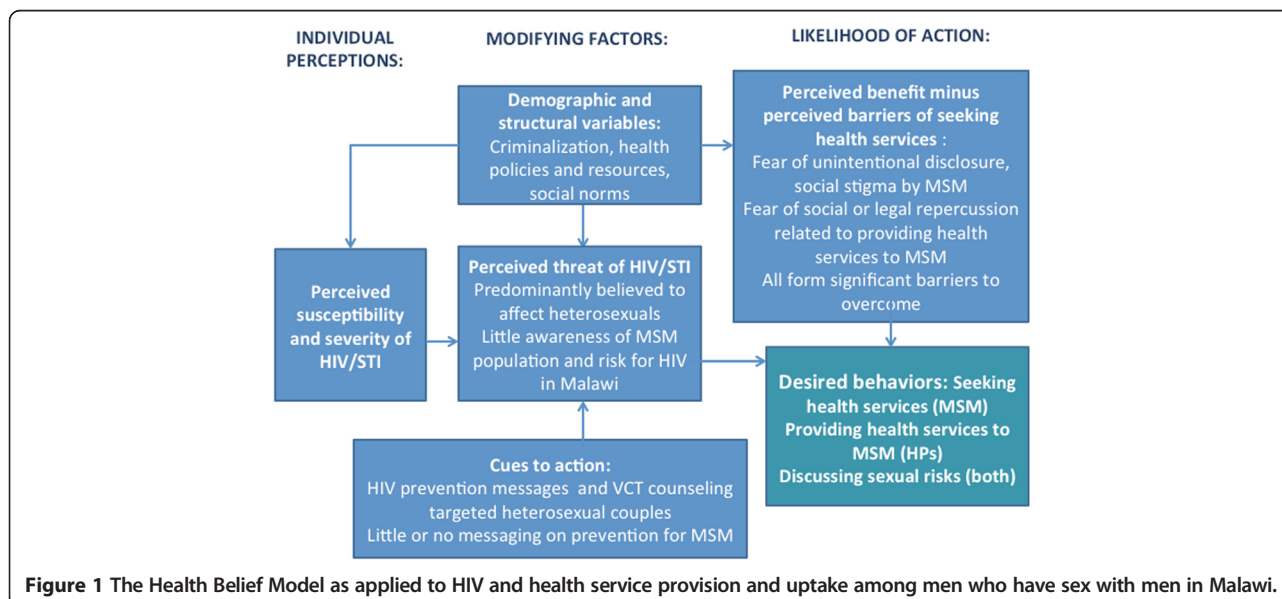 INDIVIDUAL
PERCEPTIONS:
MODIFYING FACTORS:
LIKELIHOOD OF ACTION:
Demographic and
structural variables:
Criminalization, health
policies and resources,
social norms
Perceived benefit minus
perceived barriers of seeking
health services :
Fear of unintentional disclosure,
social stigma by MSM
Fear of social or legal repercussion
related to providing health
services to MSM
All form significant barriers to
overcome
Perceived
susceptibility
and severity of
HIV/STI
Perceived threat of HIV/STI
Predominantly believed to
affect heterosexuals
Little awareness of MSM
population and risk for HIV
in Malawi
Desired behaviors: Seeking
health services (MSM)
Providing health services to
MSM (HPs)
Discussing sexual risks (both)
Cues to action:
HIV prevention messages and VCT counseling
targeted heterosexual couples
Little or no messaging on prevention for MSM
Figure 1 The Health Belief Model as applied to HIV and health service provision and uptake among men who have sex with men in Malawi.